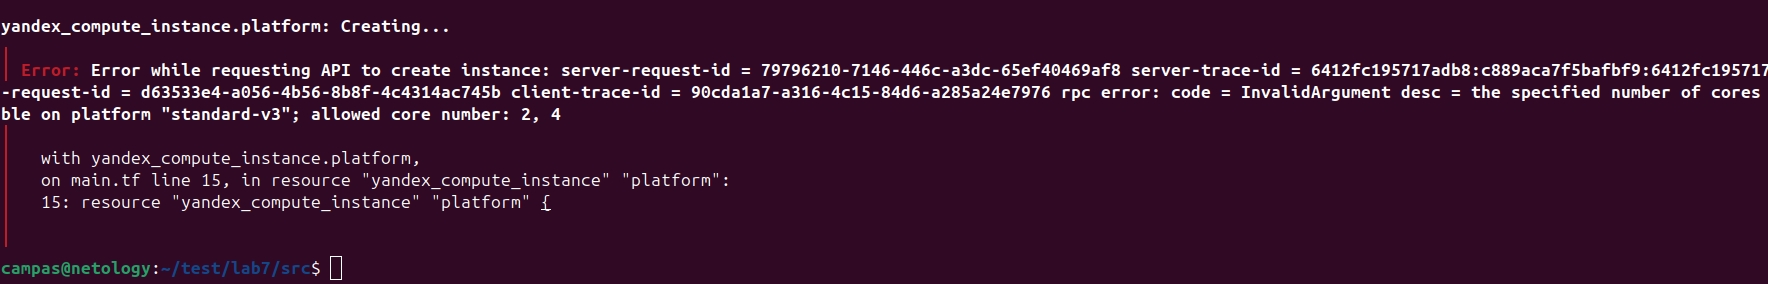 yandex_compute_instance.platform: Creating...
Error: Error while requesting API to create instance: server-request-id = 79796210-7146-446c-a3dc-65ef40469af8 server-trace-id = 6412fc195717adb8:c889aca7f5bafbf9:6412fc195717
-request-id = d63533e4-a056-4b56-8b8f-4c4314ac745b client-trace-id = 90cda1a7-a316-4c15-84d6-a285a24e7976 rpc error: code = InvalidArgument desc = the specified number of cores
ble on platform "standard-v3"; allowed core number: 2, 4
with yandex_compute_instance.platform,
on main.tf line 15, in resource "yandex_compute_instance" "platform":
15: resource "yandex_compute_instance" "platform" {
campas@netology:~/test/lab7/src$